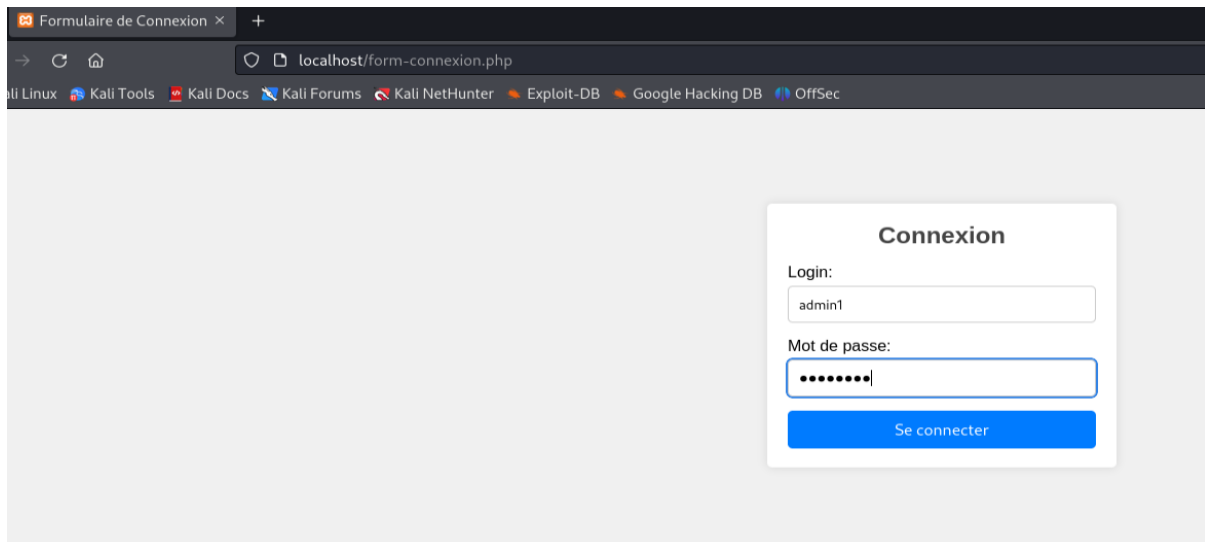 Formulaire de Connexion
localhost/form-connexion.php
ali Linux Kali Tools Kali Docs Kali Forums Kali NetHunter Exploit-DB Google Hacking DB OffSec
Connexion
Login:
admin1
Mot de passe:
••••••••
Se connecter